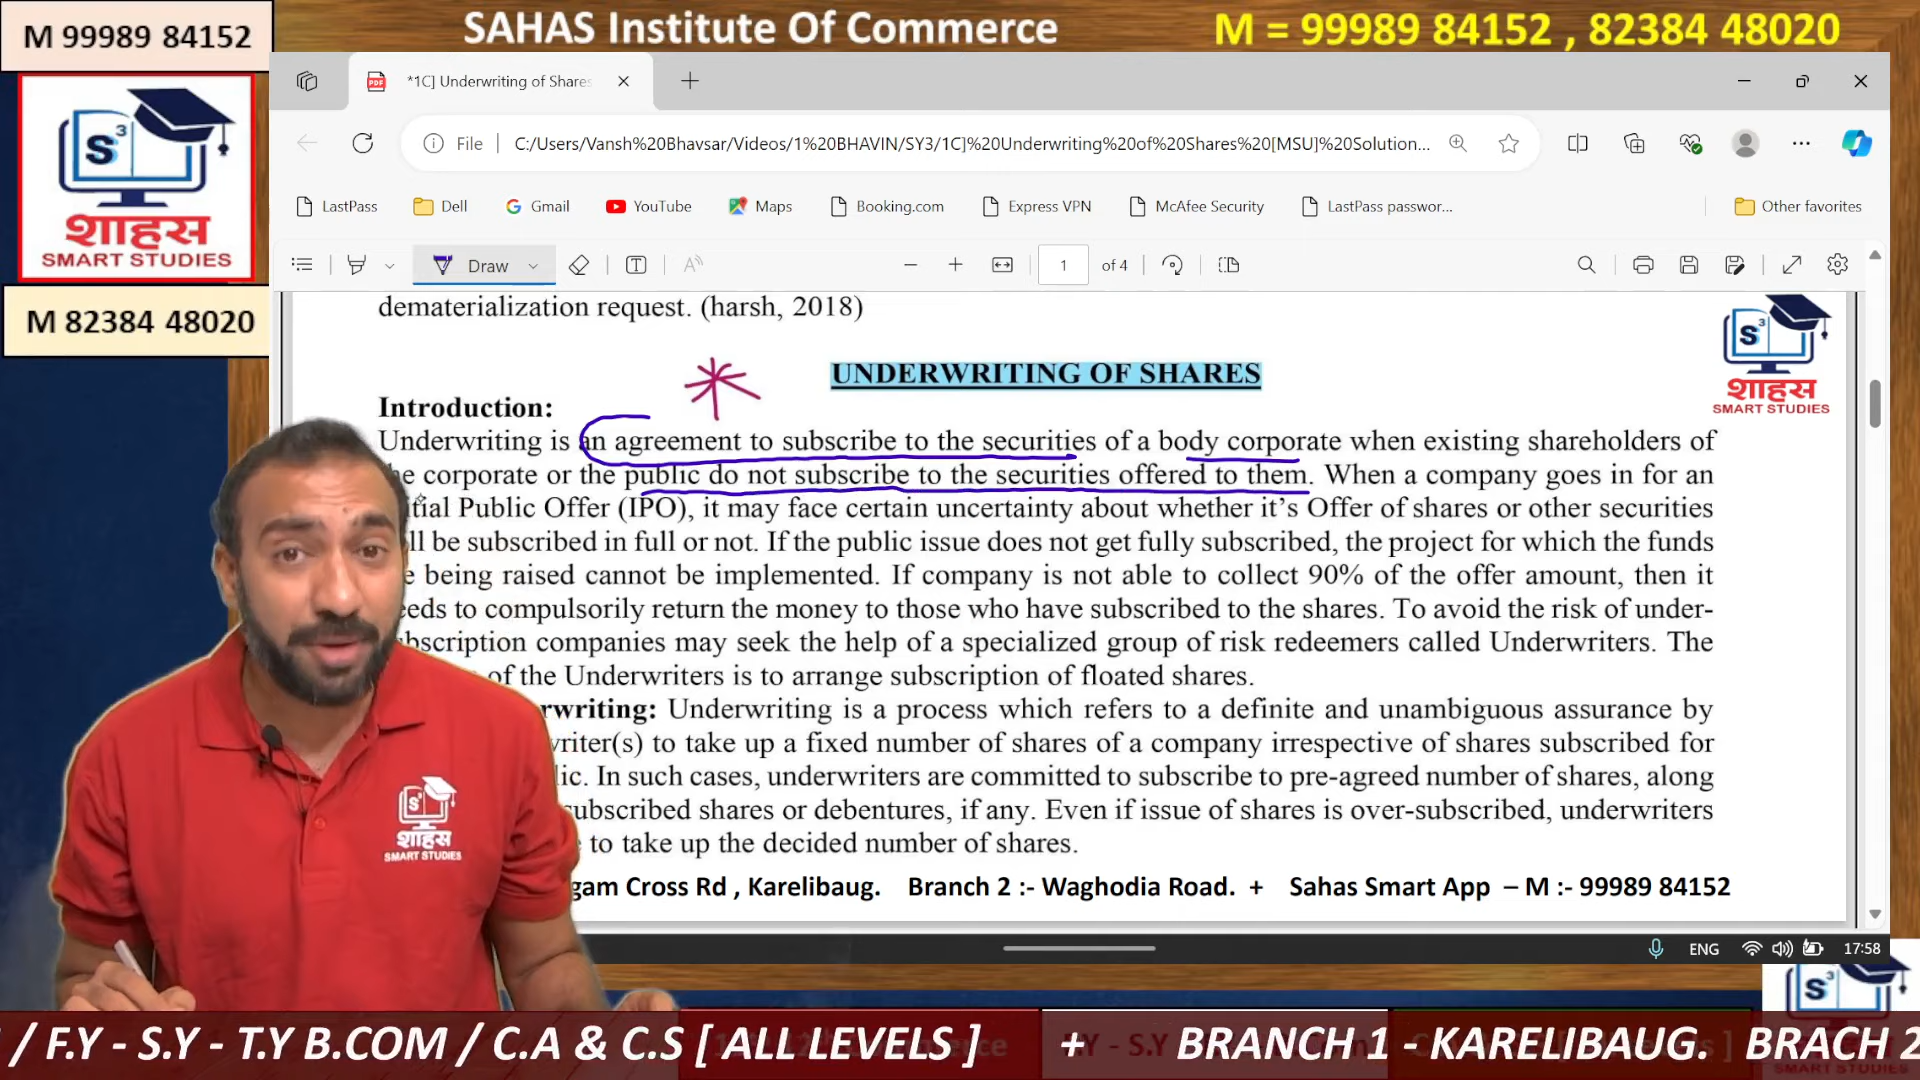 M 99989 84152
SAHAS Institute Of Commerce
M = 99989 84152 , 82384 48020
S³
शाहस
SMART STUDIES
M 82384 48020
*1C] Underwriting of Shares
File
C:/Users/Vansh%20Bhavsar/Videos/1%20BHAVIN/SY3/1C]%20Underwriting%20of%20Shares%20[MSU]%20Solution...
LastPass
Dell
Gmail
YouTube
Maps
Booking.com
Express VPN
McAfee Security
LastPass passwor...
Other favorites
Draw
1
of 4
dematerialization request. (harsh, 2018)
S³
शाहस
SMART STUDIES
UNDERWRITING OF SHARES
Introduction:
Underwriting is an agreement to subscribe to the securities of a body corporate when existing shareholders of
corporate or the public do not subscribe to the securities offered to them. When a company goes in for an
Public Offer (IPO), it may face certain uncertainty about whether it's Offer of shares or other securities
be subscribed in full or not. If the public issue does not get fully subscribed, the project for which the funds
being raised cannot be implemented. If company is not able to collect 90% of the offer amount, then it
to compulsorily return the money to those who have subscribed to the shares. To avoid the risk of under-
companies may seek the help of a specialized group of risk redeemers called Underwriters. The
of the Underwriters is to arrange subscription of floated shares.
rwriting: Underwriting is a process which refers to a definite and unambiguous assurance by
writer(s) to take up a fixed number of shares of a company irrespective of shares subscribed for
lic. In such cases, underwriters are committed to subscribe to pre-agreed number of shares, along
subscribed shares or debentures, if any. Even if issue of shares is over-subscribed, underwriters
to take up the decided number of shares.
gam Cross Rd , Karelibaug. Branch 2 :- Waghodia Road. + Sahas Smart App – M :- 99989 84152
S³
शाहस
SMART STUDIES
ENG
17:58
S³
/ F.Y - S.Y - T.Y B.COM / C.A & C.S [ ALL LEVELS ] + BRANCH 1 - KARELIBAUG. BRACH 2